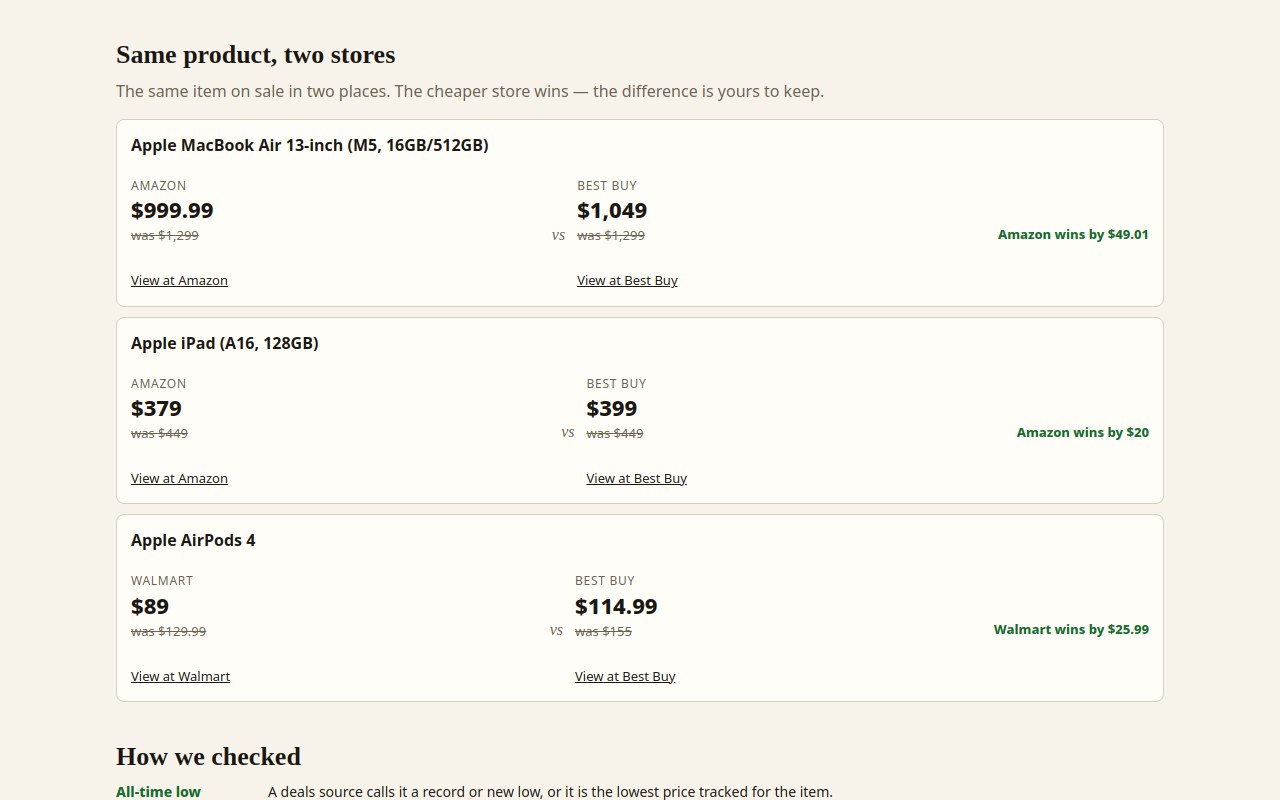 Same product, two stores
The same item on sale in two places. The cheaper store wins — the difference is yours to keep.
Apple MacBook Air 13-inch (M5, 16GB/512GB)
AMAZON
$999.99
was $1,299
View at Amazon
vs
BEST BUY
$1,049
was $1,299
View at Best Buy
Amazon wins by $49.01
Apple iPad (A16, 128GB)
AMAZON
$379
was $449
View at Amazon
vs
BEST BUY
$399
was $449
View at Best Buy
Amazon wins by $20
Apple AirPods 4
WALMART
$89
was $129.99
View at Walmart
vs
BEST BUY
$114.99
was $155
View at Best Buy
Walmart wins by $25.99
How we checked
All-time low
A deals source calls it a record or new low, or it is the lowest price tracked for the item.